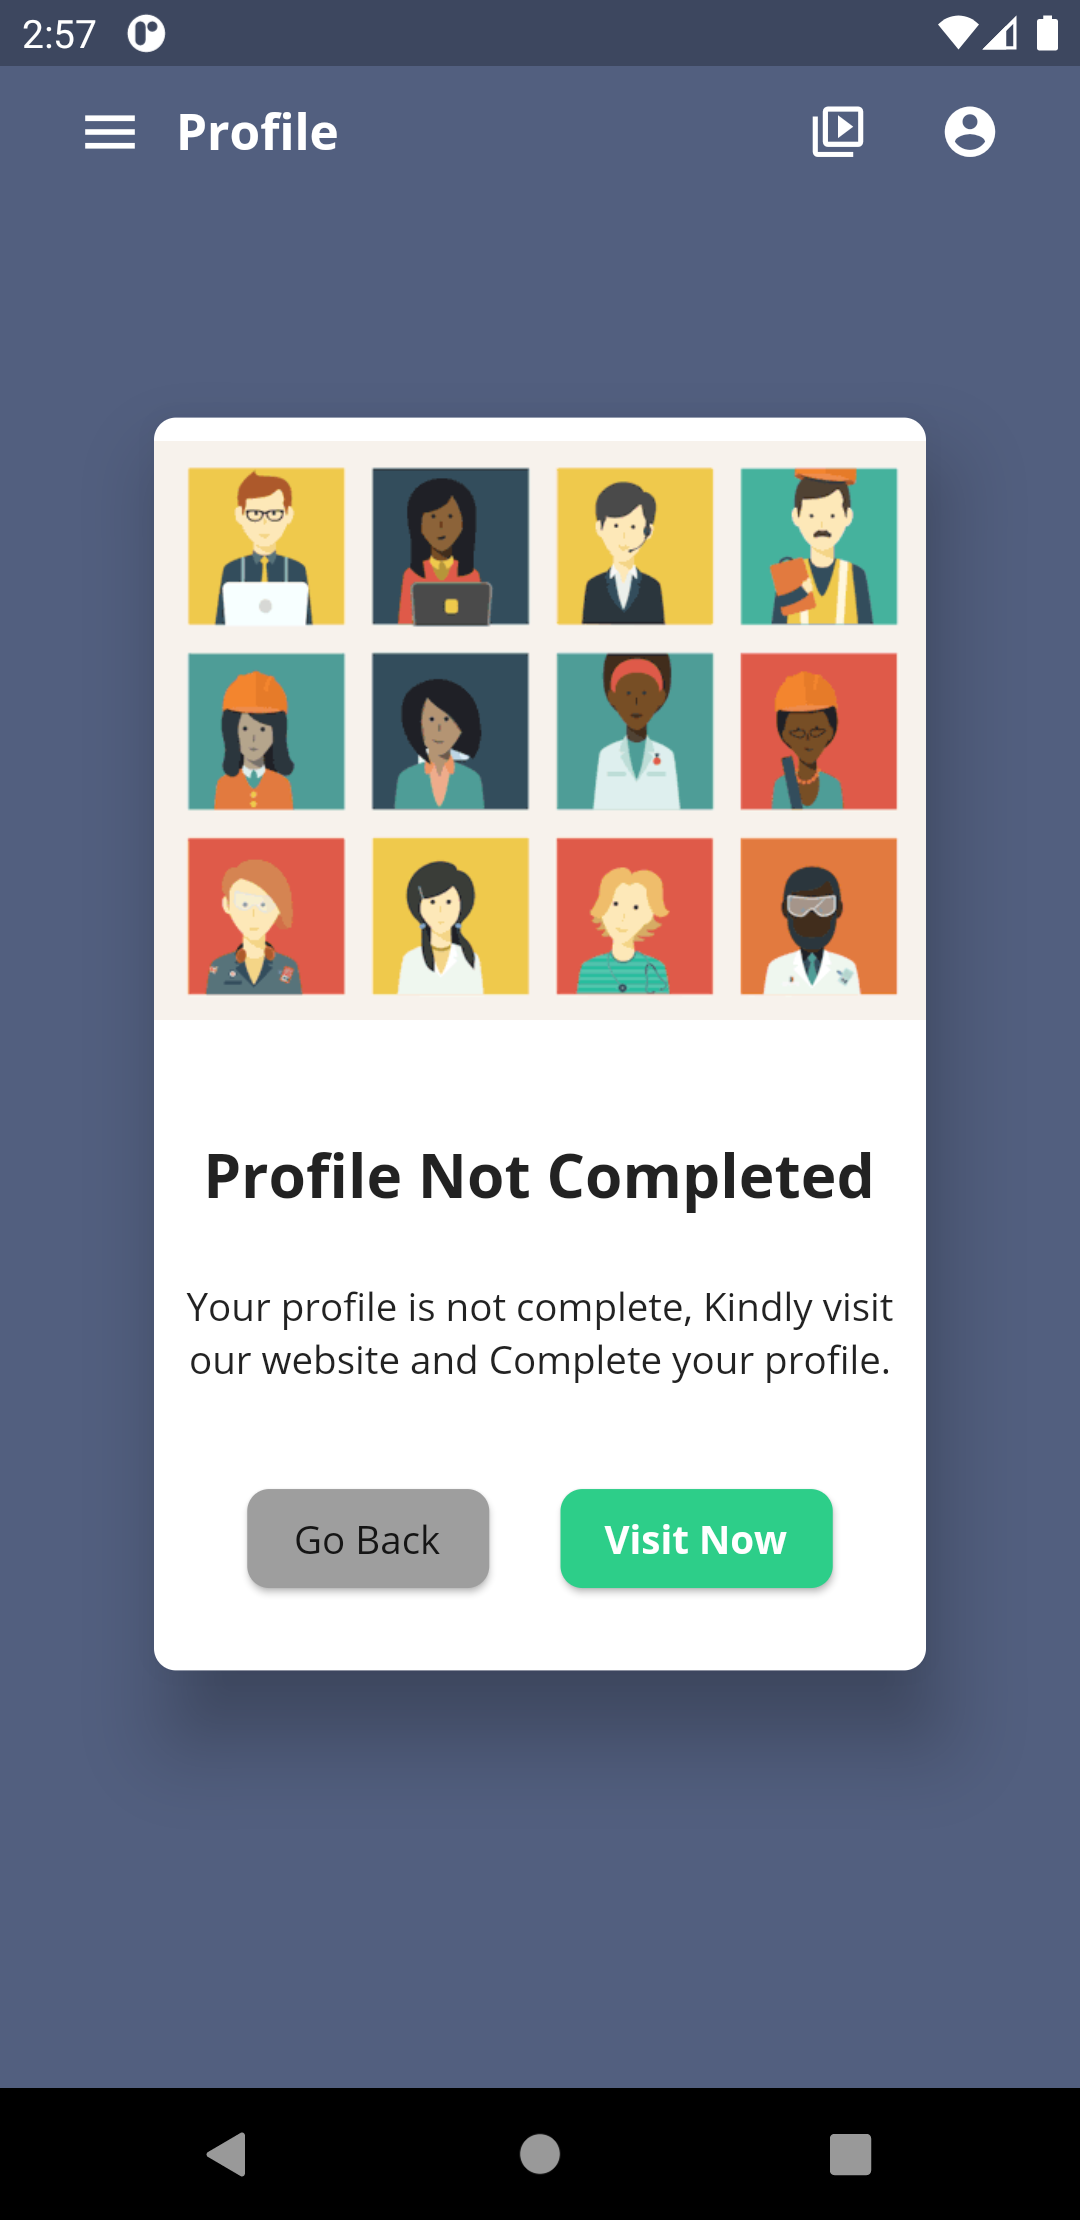 2:57
Profile
Profile Not Completed
Your profile is not complete, Kindly visit
our website and Complete your profile.
Go Back
Visit Now